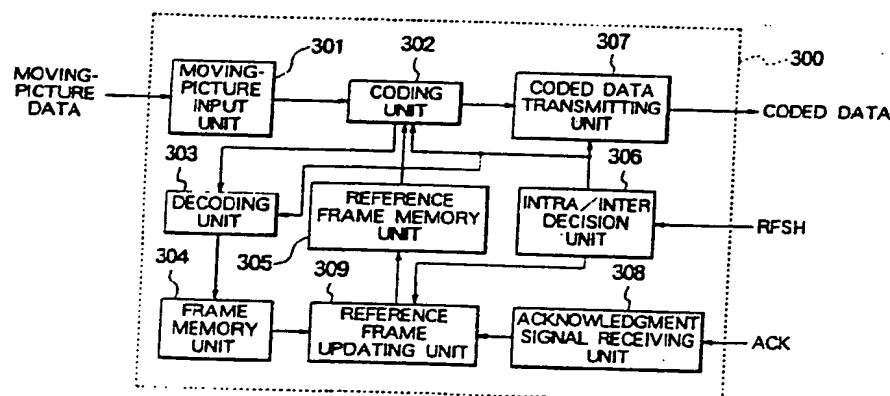 301
302
307
300
MOVING-
PICTURE
DATA
MOVING-
PICTURE
INPUT
UNIT
CODING
UNIT
CODED DATA
TRANSMITTING
UNIT
CODED DATA
303
306
DECODING
UNIT
REFERENCE
FRAME MEMORY
UNIT
INTRA/INTER
DECISION
UNIT
RFSH
304
305
309
308
FRAME
MEMORY
UNIT
REFERENCE
FRAME
UPDATING UNIT
ACKNOWLEDGMENT
SIGNAL RECEIVING
UNIT
ACK